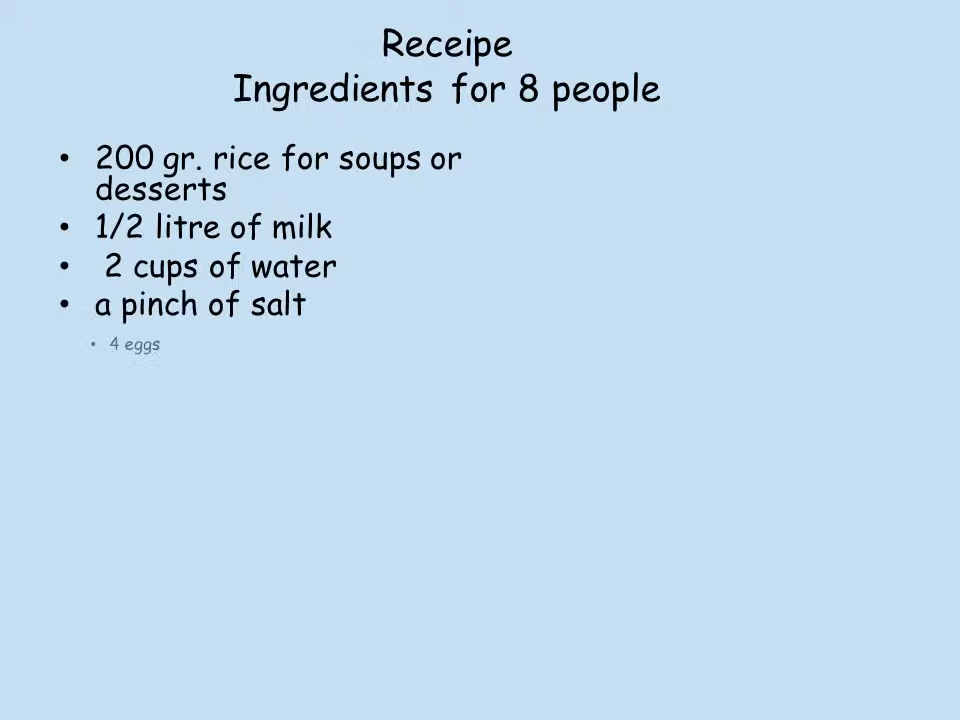 Receipe
Ingredients for 8 people
• 200 gr. rice for soups or
desserts
• 1/2 litre of milk
• 2 cups of water
• a pinch of salt
• 4 eggs